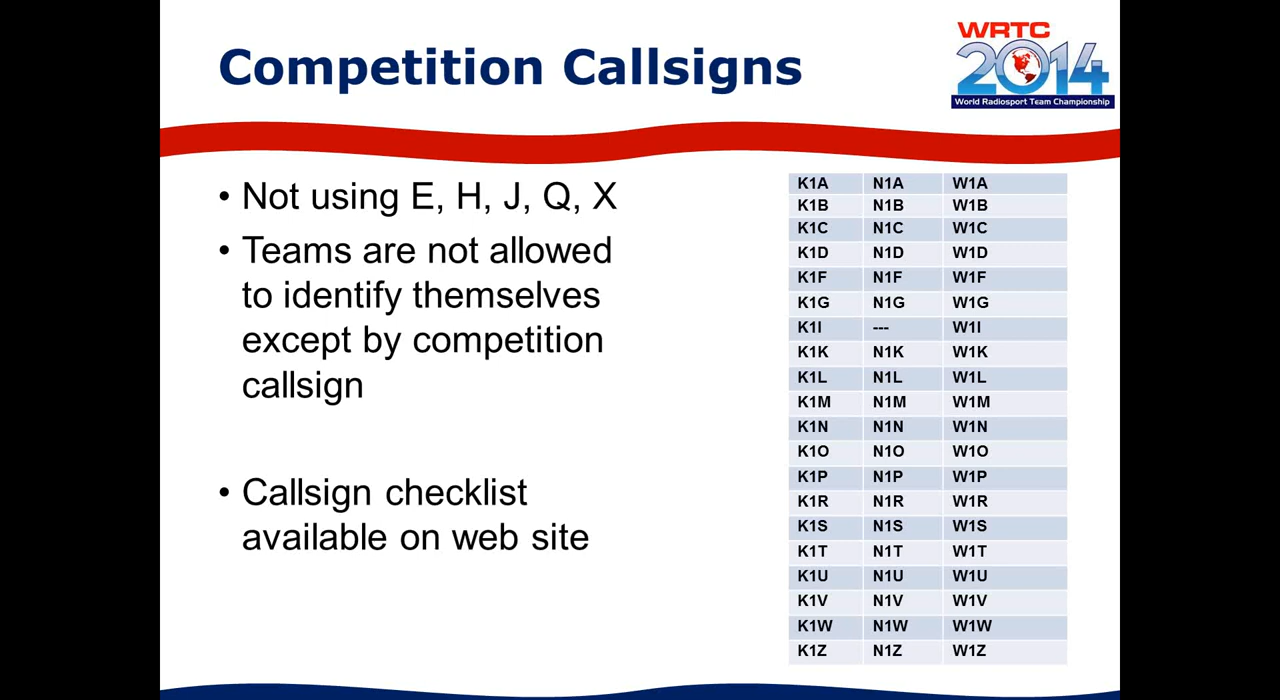 Competition Callsigns
WRTC
2014
World Radiosport Team Championship
• Not using E, H, J, Q, X
• Teams are not allowed
to identify themselves
except by competition
callsign
• Callsign checklist
available on web site
K1A N1A W1A
K1B N1B W1B
K1C N1C W1C
K1D N1D W1D
K1F N1F W1F
K1G N1G W1G
K1I --- W1I
K1K N1K W1K
K1L N1L W1L
K1M N1M W1M
K1N N1N W1N
K1O N1O W1O
K1P N1P W1P
K1R N1R W1R
K1S N1S W1S
K1T N1T W1T
K1U N1U W1U
K1V N1V W1V
K1W N1W W1W
K1Z N1Z W1Z